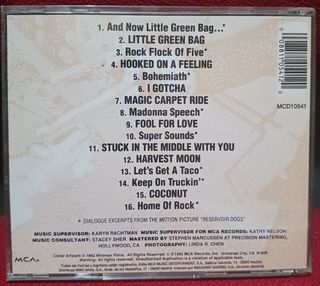 1. And Now Little Green Bag...*
2. LITTLE GREEN BAG
3. Rock Flock of Five*
4. HOOKED ON A FEELING
5. Bohemiath*
6. I GOTCHA
7. MAGIC CARPET RIDE
8. Madonna Speech*
9. FOOL FOR LOVE
10. Super Sounds*
11. STUCK IN THE MIDDLE WITH YOU
12. HARVEST MOON
13. Let's Get a Taco*
14. Keep On Truckin'*
15. COCONUT
16. Home Of Rock*
MCD10541
* DIALOGUE EXCERPTS FROM THE MOTION PICTURE "RESERVOIR DOGS"
MUSIC SUPERVISOR: KARYN RACHTMAN MUSIC SUPERVISOR FOR MCA RECORDS: KATHY NELSON
MUSIC CONSULTANT: STACEY SHER MASTERED BY STEPHEN MARCUSSEN AT PRECISION MASTERING,
HOLLYWOOD, CA PHOTOGRAPHY: LINDA R. CHEN
MCA